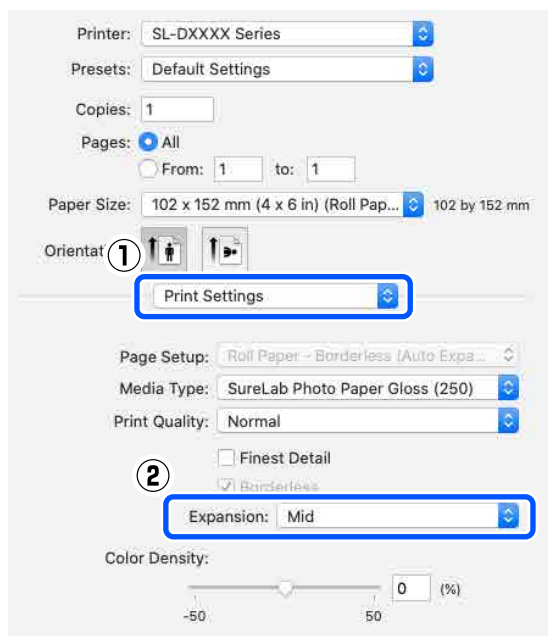 Printer: SL-DXXXX Series
Presets: Default Settings
Copies: 1
Pages: All
From: 1 to: 1
Paper Size: 102 x 152 mm (4 x 6 in) (Roll Pap... 102 by 152 mm
Orientat
1
Print Settings
Page Setup: Roll Paper - Borderless (Auto Expa...
Media Type: SureLab Photo Paper Gloss (250)
Print Quality: Normal
Finest Detail
2
Borderless
Expansion: Mid
Color Density:
0 (%)
-50 50